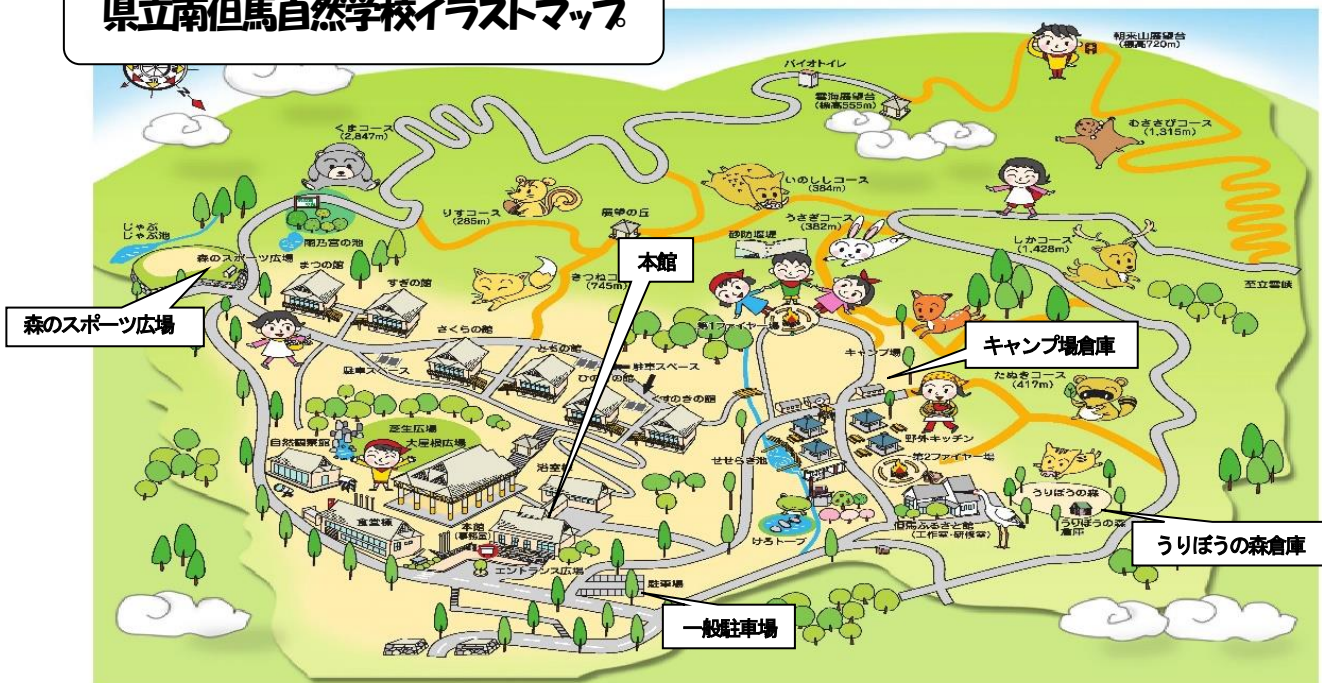 県立南但馬自然学校イラストマップ
朝来山展望台
(標高720m)
バイオトイレ
雲海展望台
(標高555m)
むささびコース
(1,315m)
くまコース
(2,847m)
いのししコース
(384m)
りすコース
(285m)
展望の丘
砂防堰堤
うさぎコース
(382m)
しかコース
(1,428m)
じゃぶ
じゃぶ池
雨乃宮の池
森のスポーツ広場
まつの館
すぎの館
きつねコ
(745m)
本館
至立雲峡
森のスポーツ広場
さくらの館
第1ファイヤー場
キャンプ場
キャンプ場倉庫
とちの館
駐車スペース
駐車スペース
ひの
の館
たぬきコース
(417m)
くすのきの館
芝生広場
大屋根広場
自然観察館
野外キッチン
浴室棟
せせらぎ池
第2ファイヤー場
うりぼうの森
食堂棟
本館
(事務室)
けろトープ
但馬ふるさと館
(工作室・研修室)
うりぼうの森
倉庫
うりぼうの森倉庫
エントランス広場
駐車場
一般駐車場